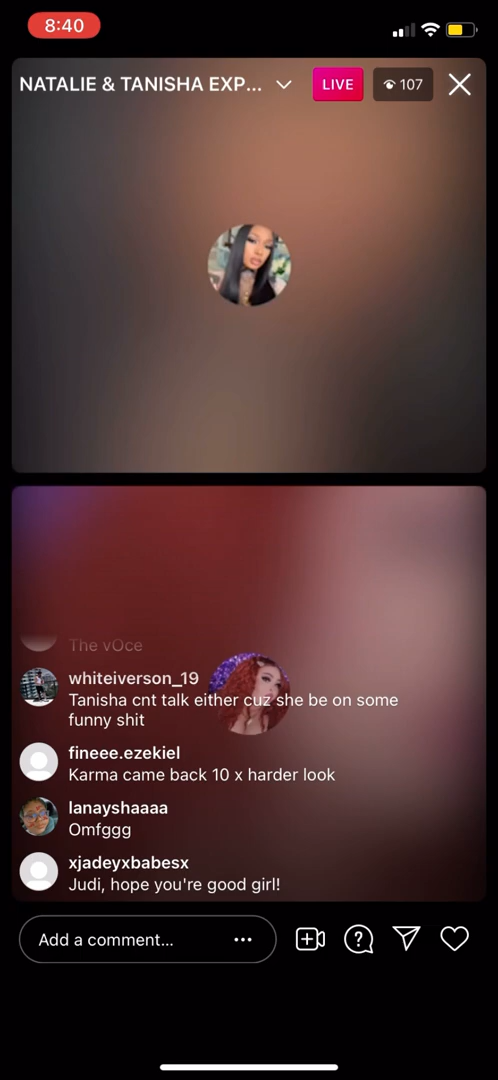 8:40
NATALIE & TANISHA EXP...
LIVE
107
The vOce
whiteiverson_19
Tanisha cnt talk either cuz she be on some
funny shit
fineee.ezekiel
Karma came back 10 x harder look
lanayshaaaa
Omfggg
xjadeyxbabesx
Judi, hope you're good girl!
Add a comment...